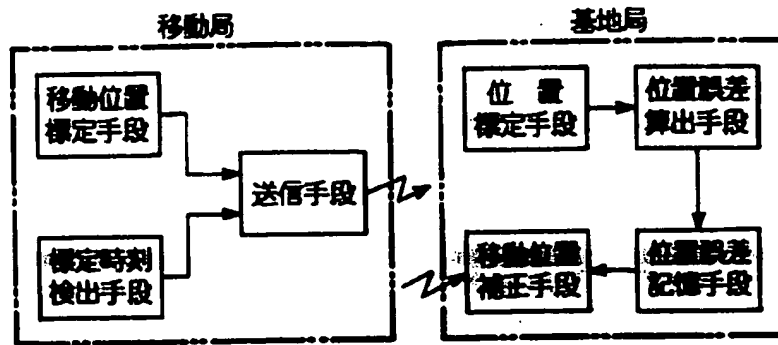 移動局
移動位置
標定手段
標定時刻
検出手段
送信手段
基地局
位置
標定手段
位置誤差
算出手段
移動位置
補正手段
位置誤差
記憶手段